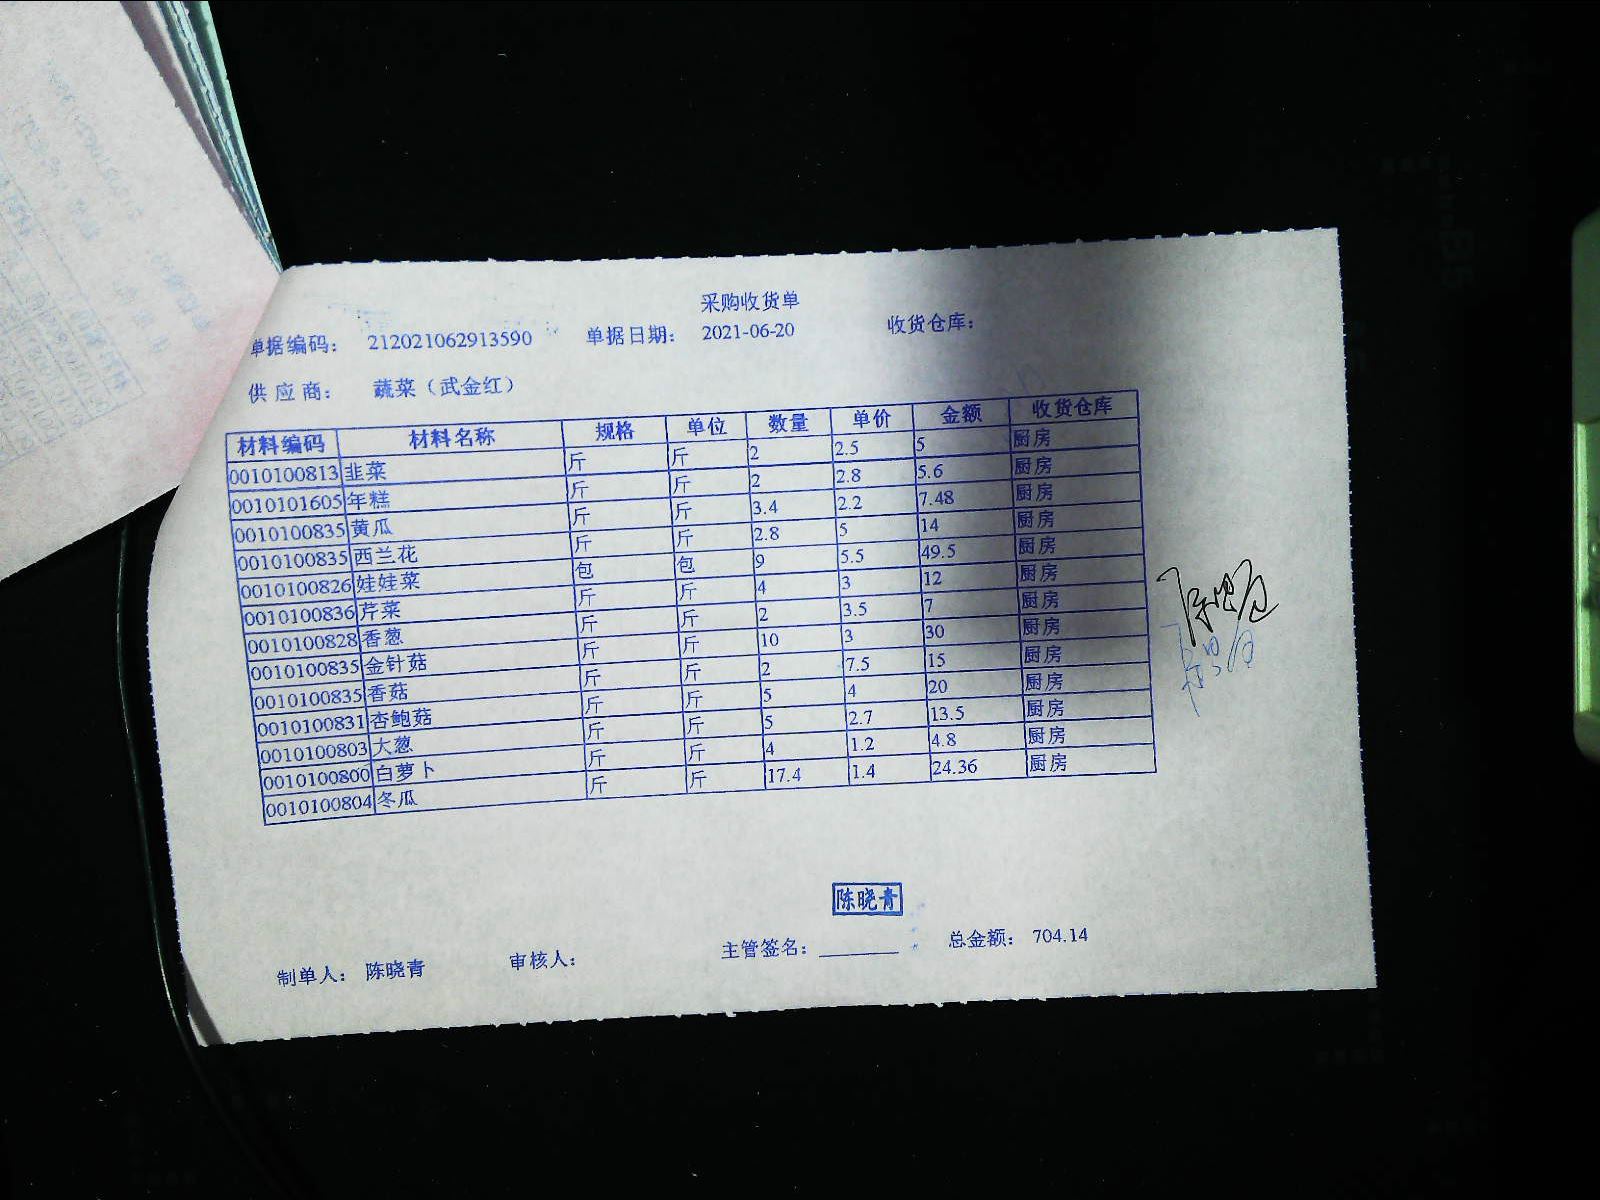 采购收货单
单据编码： 212021062913590 单据日期： 2021-06-20 收货仓库：
供应商： 蔬菜（武金红）
材料编码 材料名称 规格 单位 数量 单价 金额 收货仓库
0010100813 韭菜 斤 斤 2 2.5 5 厨房
0010101605 年糕 斤 斤 2 2.8 5.6 厨房
0010100835 黄瓜 斤 斤 3.4 2.2 7.48 厨房
0010100835 西兰花 斤 斤 2.8 5 14 厨房
0010100826 娃娃菜 包 包 9 5.5 49.5 厨房
0010100836 芹菜 斤 斤 4 3 12 厨房
0010100828 香葱 斤 斤 2 3.5 7 厨房
0010100835 金针菇 斤 斤 10 3 30 厨房
0010100835 香菇 斤 斤 2 7.5 15 厨房
0010100831 杏鲍菇 斤 斤 5 4 20 厨房
0010100803 大葱 斤 斤 5 2.7 13.5 厨房
0010100800 白萝卜 斤 斤 4 1.2 4.8 厨房
0010100804 冬瓜 斤 斤 17.4 1.4 24.36 厨房
陈晓青
制单人： 陈晓青 审核人： 主管签名： 总金额： 704.14